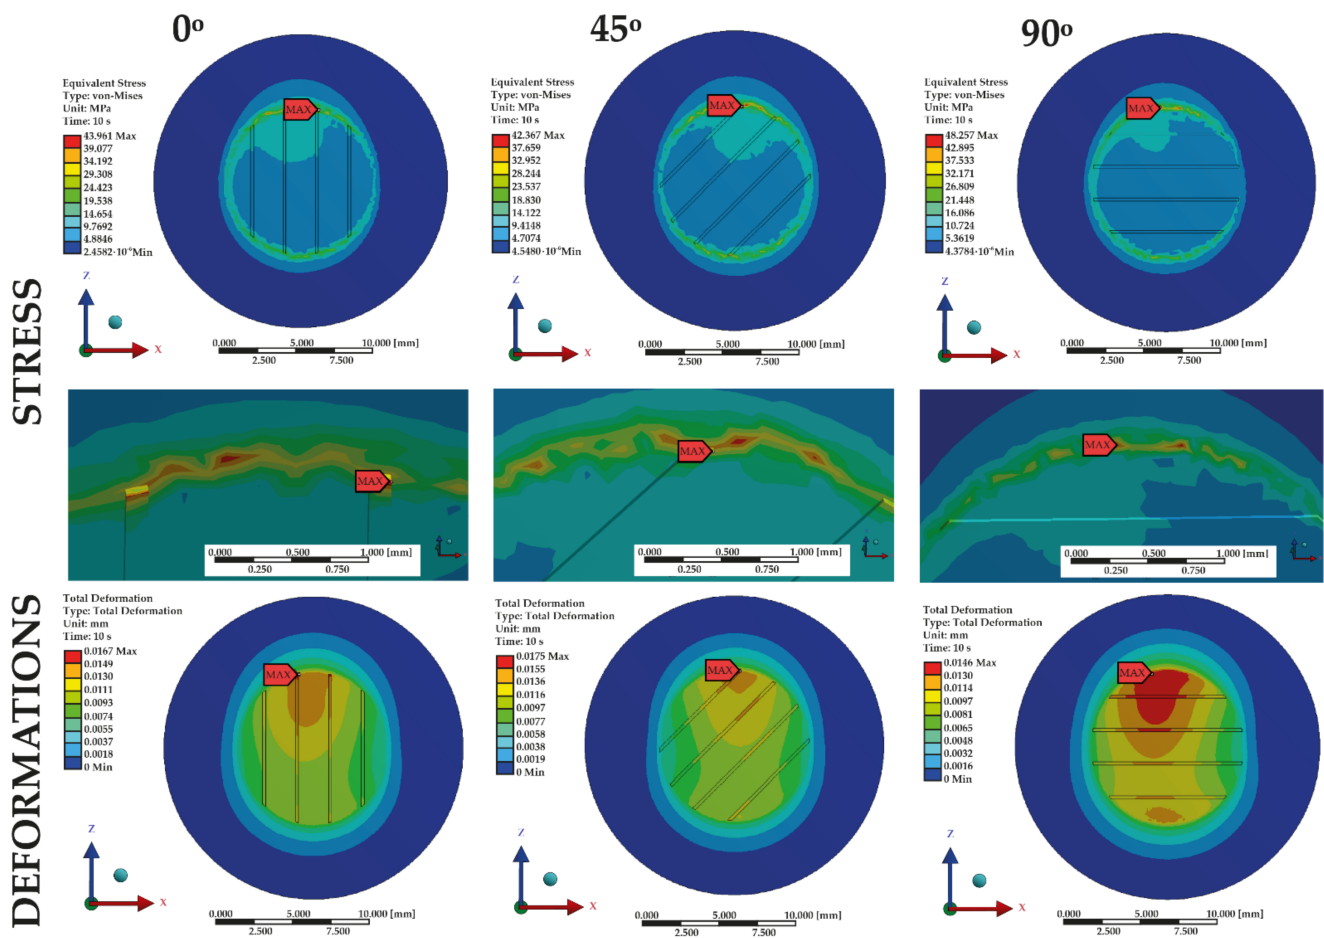 0º
45º
90º
STRESS
Equivalent Stress
Type: von-Mises
Unit: MPa
Time: 10 s
43.961 Max
39.077
34.192
29.308
24.423
19.538
14.654
9.7692
4.8846
2.4582·10⁻⁶Min
MAX
Z
X
0.000 5.000 10.000 [mm]
2.500 7.500
Equivalent Stress
Type: von-Mises
Unit: MPa
Time: 10 s
42.367 Max
37.659
32.952
28.244
23.537
18.830
14.122
9.4148
4.7074
4.5480·10⁻⁶Min
MAX
Z
X
0.000 5.000 10.000 [mm]
2.500 7.500
Equivalent Stress
Type: von-Mises
Unit: MPa
Time: 10 s
48.257 Max
42.895
37.533
32.171
26.809
21.448
16.086
10.724
5.3619
4.3784·10⁻⁶Min
MAX
Z
X
0.000 5.000 10.000 [mm]
2.500 7.500
MAX
0.000 0.500 1.000 [mm]
0.250 0.750
MAX
0.000 0.500 1.000 [mm]
0.250 0.750
MAX
0.000 0.500 1.000 [mm]
0.250 0.750
DEFORMATIONS
Total Deformation
Type: Total Deformation
Unit: mm
Time: 10 s
0.0167 Max
0.0149
0.0130
0.0111
0.0093
0.0074
0.0055
0.0037
0.0018
0 Min
MAX
Z
X
0.000 5.000 10.000 [mm]
2.500 7.500
Total Deformation
Type: Total Deformation
Unit: mm
Time: 10 s
0.0175 Max
0.0155
0.0136
0.0116
0.0097
0.0077
0.0058
0.0038
0.0019
0 Min
MAX
Z
X
0.000 5.000 10.000 [mm]
2.500 7.500
Total Deformation
Type: Total Deformation
Unit: mm
Time: 10 s
0.0146 Max
0.0130
0.0114
0.0097
0.0081
0.0065
0.0048
0.0032
0.0016
0 Min
MAX
Z
X
0.000 5.000 10.000 [mm]
2.500 7.500